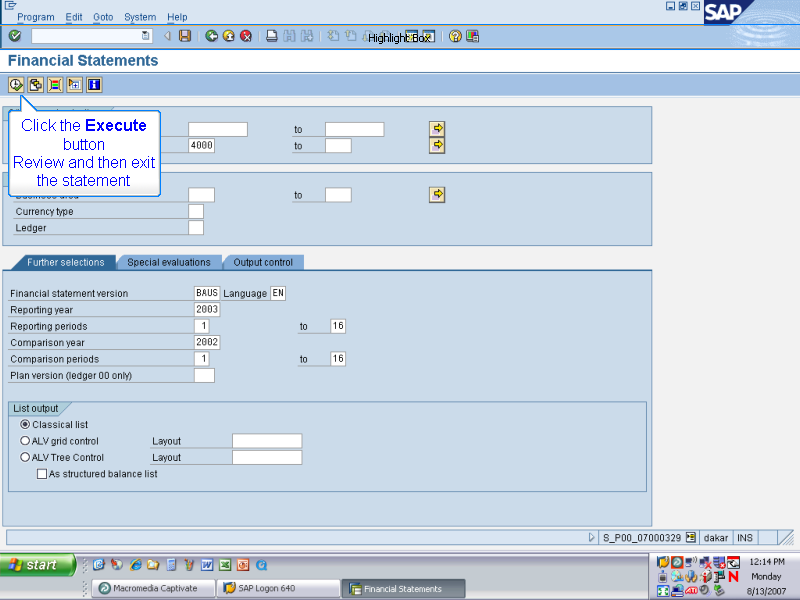 Program Edit Goto System Help
SAP
Highlight Box
Financial Statements
Click the Execute
button
Review and then exit
the statement
to
4000 to
to
Currency type
Ledger
Further selections Special evaluations Output control
Financial statement version BAUS Language EN
Reporting year 2003
Reporting periods 1 to 16
Comparison year 2002
Comparison periods 1 to 16
Plan version (ledger 00 only)
List output
Classical list
ALV grid control Layout
ALV Tree Control Layout
As structured balance list
S_P00_07000329 dakar INS
start
12:14 PM
Monday
8/13/2007
Macromedia Captivate SAP Logon 640 Financial Statements